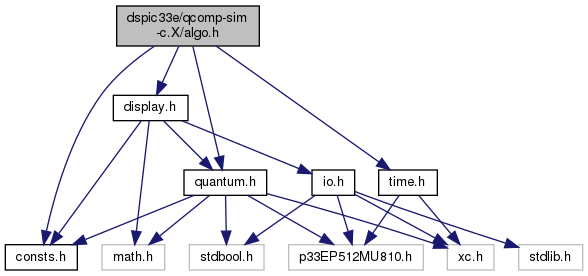 dspic33e/qcomp-sim
-c.X/algo.h
display.h
quantum.h
io.h
time.h
consts.h
math.h
stdbool.h
p33EP512MU810.h
xc.h
stdlib.h